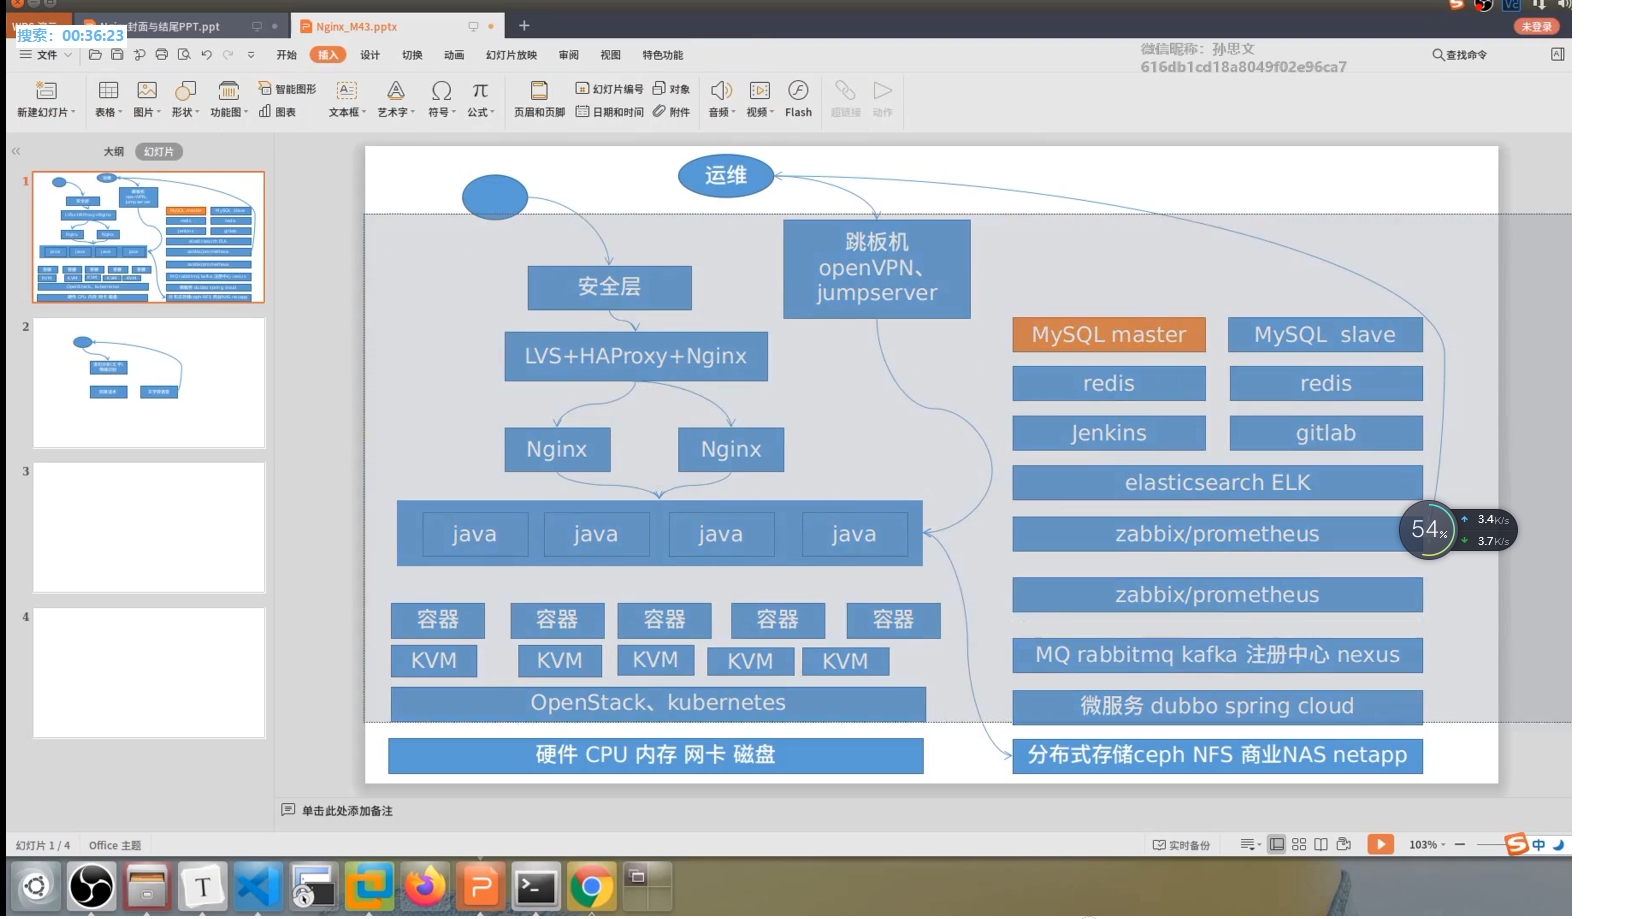 Nginx封面与结尾PPT.ppt
Nginx_M43.pptx
未登录
搜索: 00:36:23
文件
开始
插入
设计
切换
动画
幻灯片放映
审阅
视图
特色功能
微信昵称: 孙思文
616db1cd18a8049f02e96ca7
查找命令
新建幻灯片
表格
图片
形状
功能图
智能图形
图表
文本框
艺术字
符号
公式
页眉和页脚
幻灯片编号
日期和时间
对象
附件
音频
视频
Flash
超链接
动作
大纲
幻灯片
1
2
3
4
运维
跳板机
openVPN、
jumpserver
安全层
LVS+HAProxy+Nginx
Nginx
Nginx
java
java
java
java
容器
容器
容器
容器
容器
KVM
KVM
KVM
KVM
KVM
OpenStack、kubernetes
硬件 CPU 内存 网卡 磁盘
MySQL master
MySQL slave
redis
redis
Jenkins
gitlab
elasticsearch ELK
zabbix/prometheus
zabbix/prometheus
MQ rabbitmq kafka 注册中心 nexus
微服务 dubbo spring cloud
分布式存储ceph NFS 商业NAS netapp
54%
3.4K/s
3.7K/s
单击此处添加备注
幻灯片 1 / 4
Office 主题
实时备份
103%
中